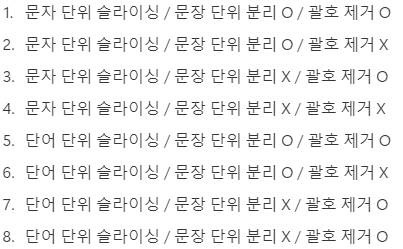 1. 문자 단위 슬라이싱 / 문장 단위 분리 O / 괄호 제거 O
2. 문자 단위 슬라이싱 / 문장 단위 분리 O / 괄호 제거 X
3. 문자 단위 슬라이싱 / 문장 단위 분리 X / 괄호 제거 O
4. 문자 단위 슬라이싱 / 문장 단위 분리 X / 괄호 제거 X
5. 단어 단위 슬라이싱 / 문장 단위 분리 O / 괄호 제거 O
6. 단어 단위 슬라이싱 / 문장 단위 분리 O / 괄호 제거 X
7. 단어 단위 슬라이싱 / 문장 단위 분리 X / 괄호 제거 O
8. 단어 단위 슬라이싱 / 문장 단위 분리 X / 괄호 제거 O